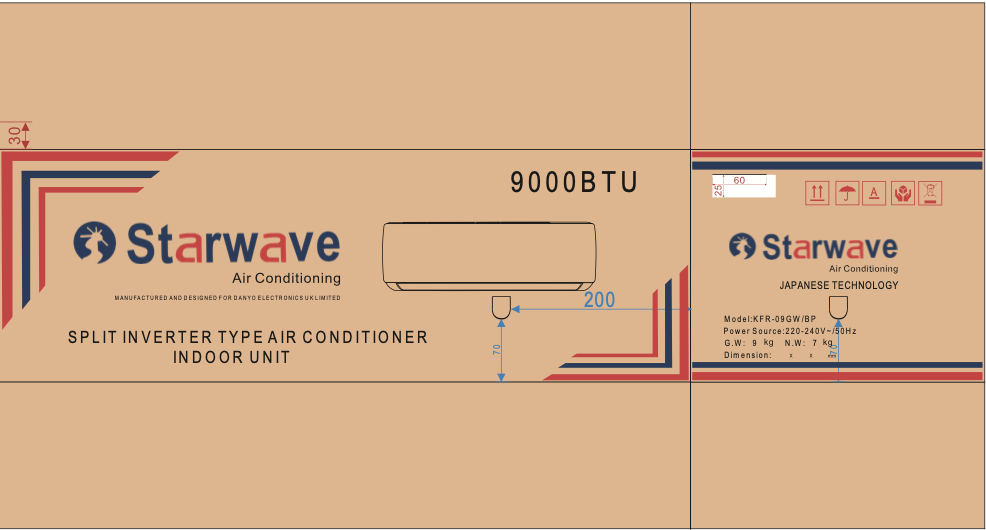 30
9000BTU
Starwave
Air Conditioning
MANUFACTURED AND DESIGNED FOR DANYO ELECTRONICS UK LIMITED
SPLIT INVERTER TYPE AIR CONDITIONER
INDOOR UNIT
200
70
60
25
A
Starwave
Air Conditioning
JAPANESE TECHNOLOGY
Model:KFR-09GW/BP
Power Source:220-240V~/50Hz
G.W: 9 kg N.W: 7 kg
Dimension: x x
70